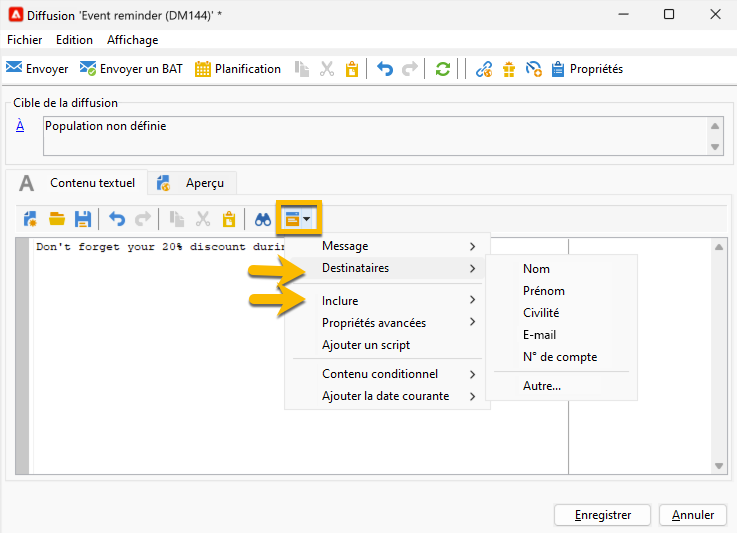 Diffusion 'Event reminder (DM144)' *
Fichier Edition Affichage
Envoyer Envoyer un BAT Planification Propriétés
Cible de la diffusion
À Population non définie
A Contenu textuel Aperçu
Don't forget your 20% discount durin
Message
Destinataires
Inclure
Propriétés avancées
Ajouter un script
Contenu conditionnel
Ajouter la date courante
Nom
Prénom
Civilité
E-mail
N° de compte
Autre...
Enregistrer Annuler